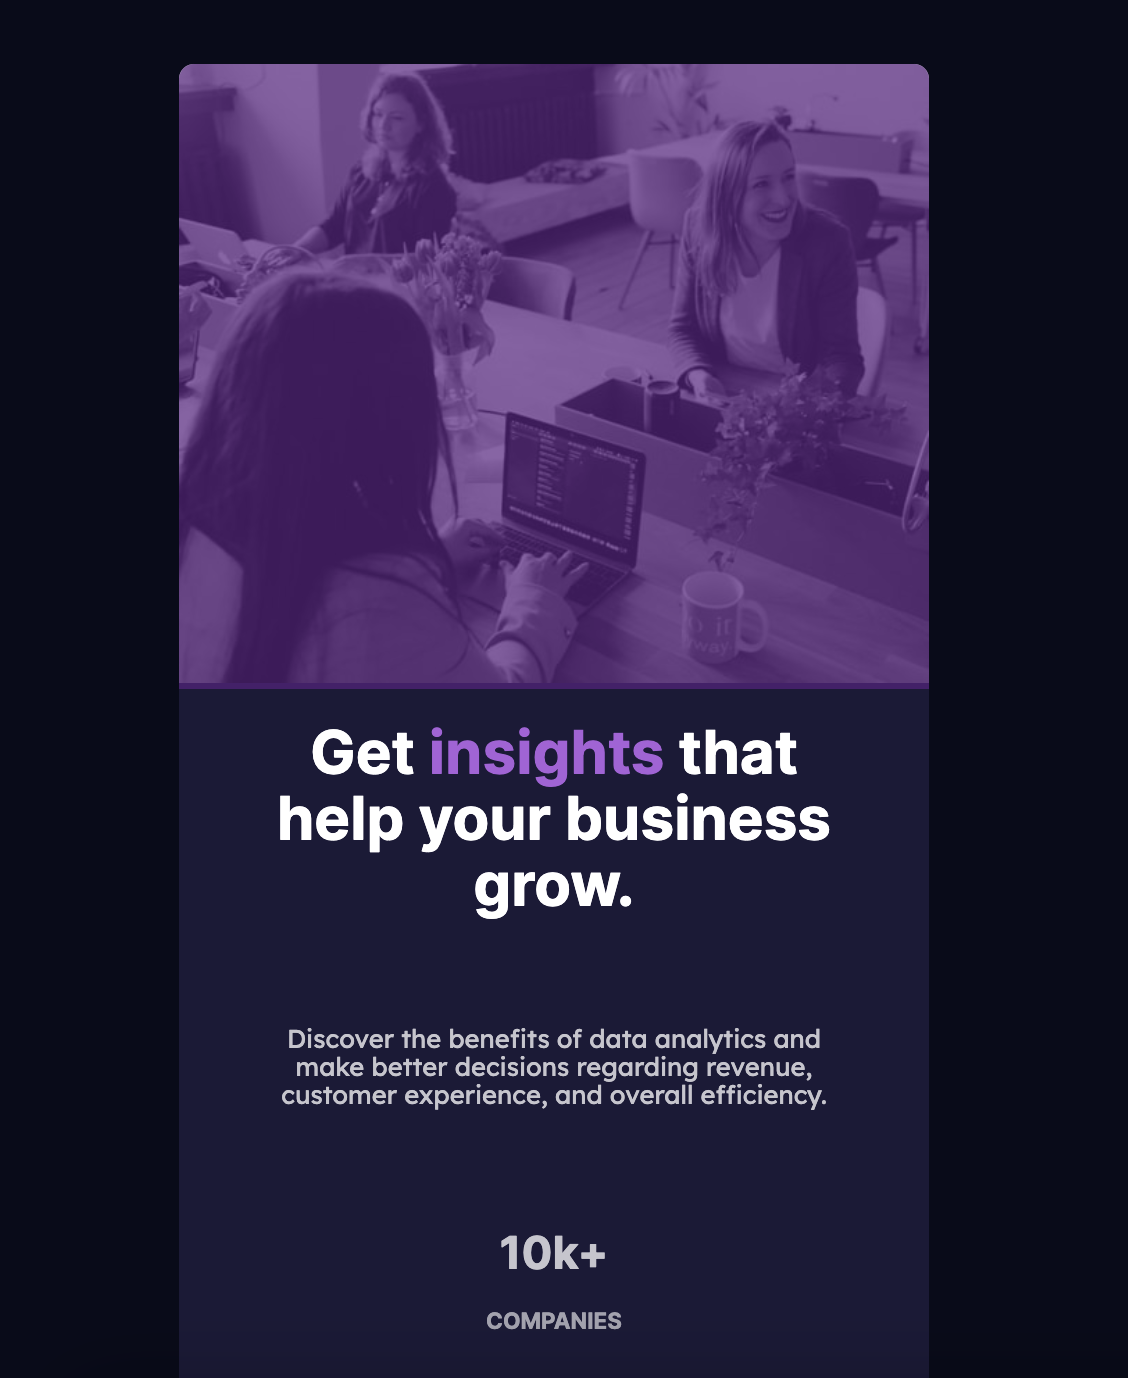 Get insights that
help your business
grow.
Discover the benefits of data analytics and
make better decisions regarding revenue,
customer experience, and overall efficiency.
10k+
COMPANIES